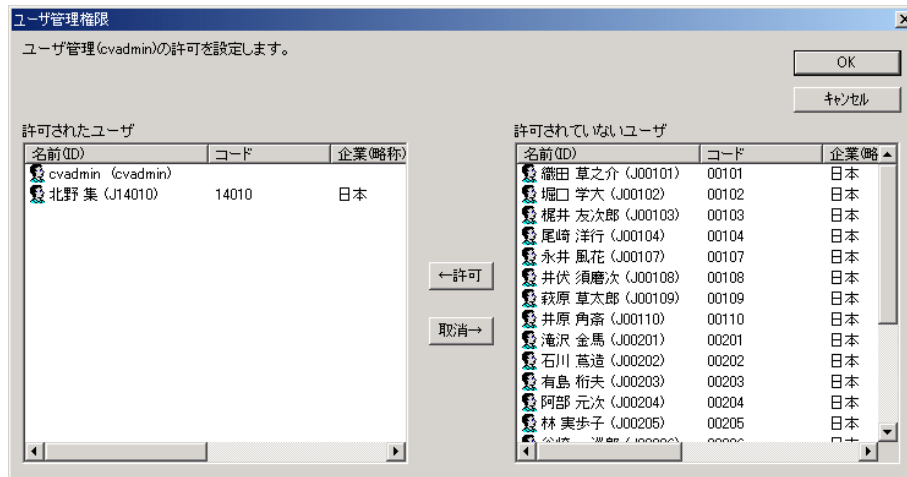 ユーザ管理権限
ユーザ管理(cvadmin)の許可を設定します。
OK
キャンセル
許可されたユーザ
名前(ID) コード 企業(略称)
cvadmin (cvadmin)
北野 集 (J14010) 14010 日本
←許可
取消→
許可されていないユーザ
名前(ID) コード 企業(略
織田 草之介 (J00101) 00101 日本
堀口 学大 (J00102) 00102 日本
梶井 友次郎 (J00103) 00103 日本
尾崎 洋行 (J00104) 00104 日本
永井 風花 (J00107) 00107 日本
井伏 須磨次 (J00108) 00108 日本
萩原 草太郎 (J00109) 00109 日本
井原 角斎 (J00110) 00110 日本
滝沢 金馬 (J00201) 00201 日本
石川 蔦造 (J00202) 00202 日本
有島 桁夫 (J00203) 00203 日本
阿部 元次 (J00204) 00204 日本
林 実歩子 (J00205) 00205 日本